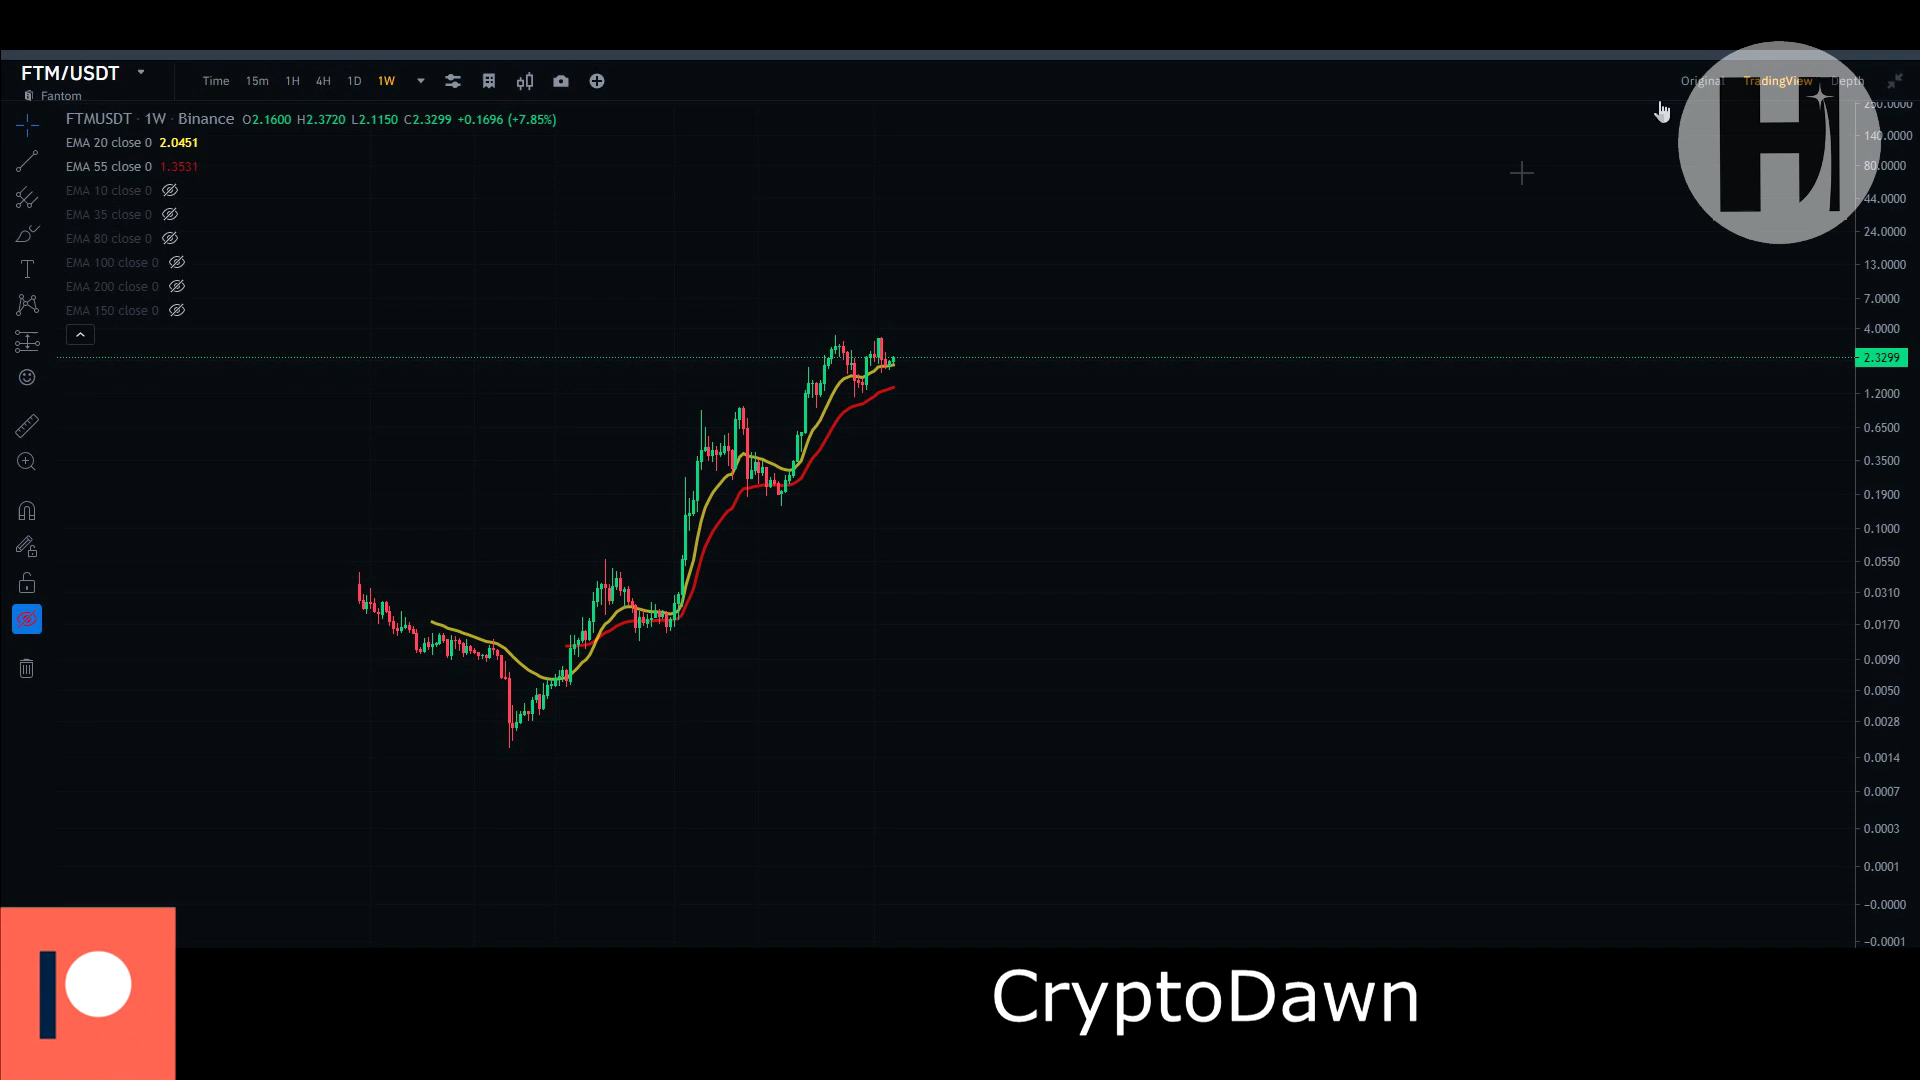 FTM/USDT
Fantom
Time 15m 1H 4H 1D 1W
Original TradingView Depth
FTMUSDT · 1W · Binance O2.1600 H2.3720 L2.1150 C2.3299 +0.1696 (+7.85%)
EMA 20 close 0 2.0451
EMA 55 close 0 1.3531
EMA 10 close 0
EMA 35 close 0
EMA 80 close 0
EMA 100 close 0
EMA 200 close 0
EMA 150 close 0
250.0000
140.0000
80.0000
44.0000
24.0000
13.0000
7.0000
4.0000
2.3299
1.2000
0.6500
0.3500
0.1900
0.1000
0.0550
0.0310
0.0170
0.0090
0.0050
0.0028
0.0014
0.0007
0.0003
0.0001
−0.0000
−0.0001
H
CryptoDawn